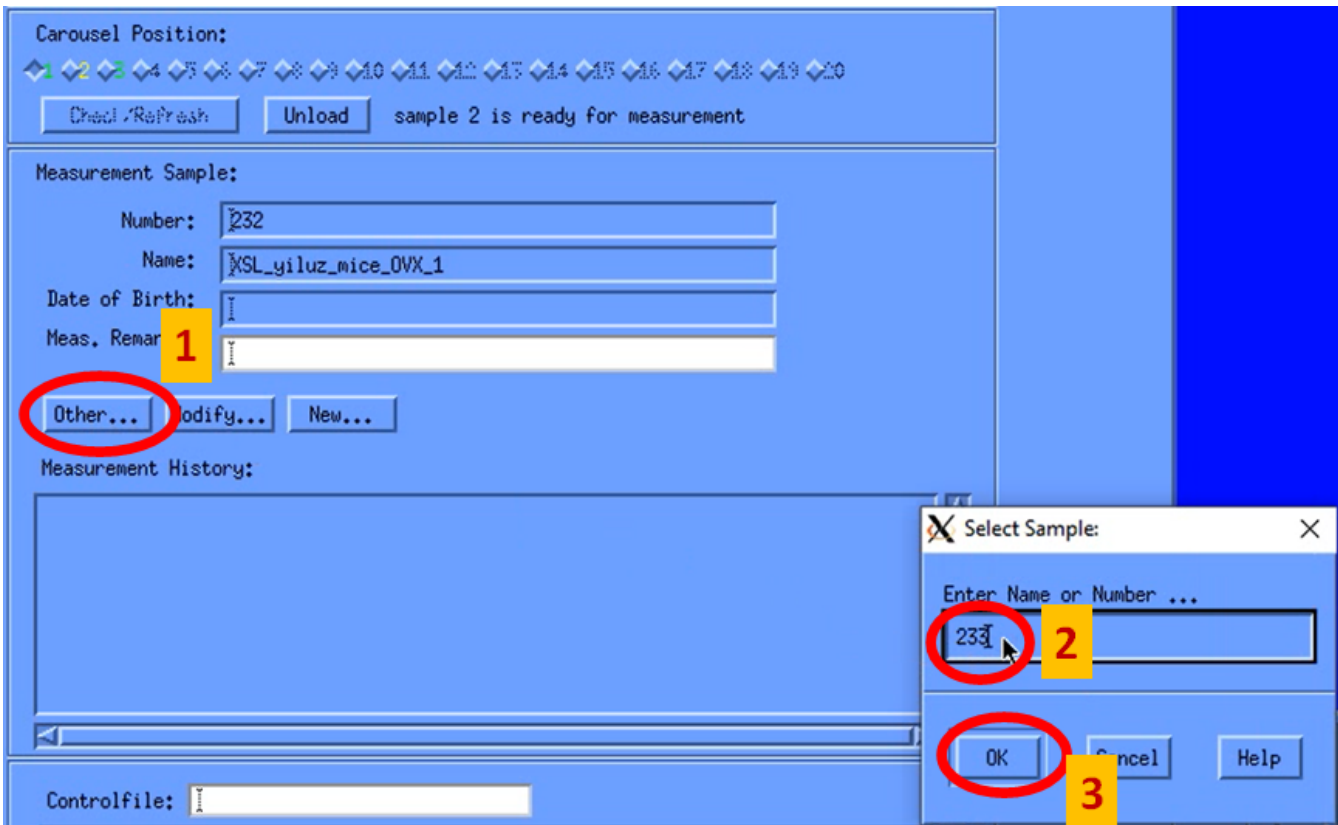 Carousel Position:
1 2 3 4 5 6 7 8 9 10 11 12 13 14 15 16 17 18 19 20
Check/Refresh Unload sample 2 is ready for measurement
Measurement Sample:
Number: 232
Name: XSL_yiluz_mice_OVX_1
Date of Birth:
Meas. Remar
1
Other... Modify... New...
Measurement History:
X Select Sample:
Enter Name or Number ...
233
2
OK Cancel Help
3
Controlfile: